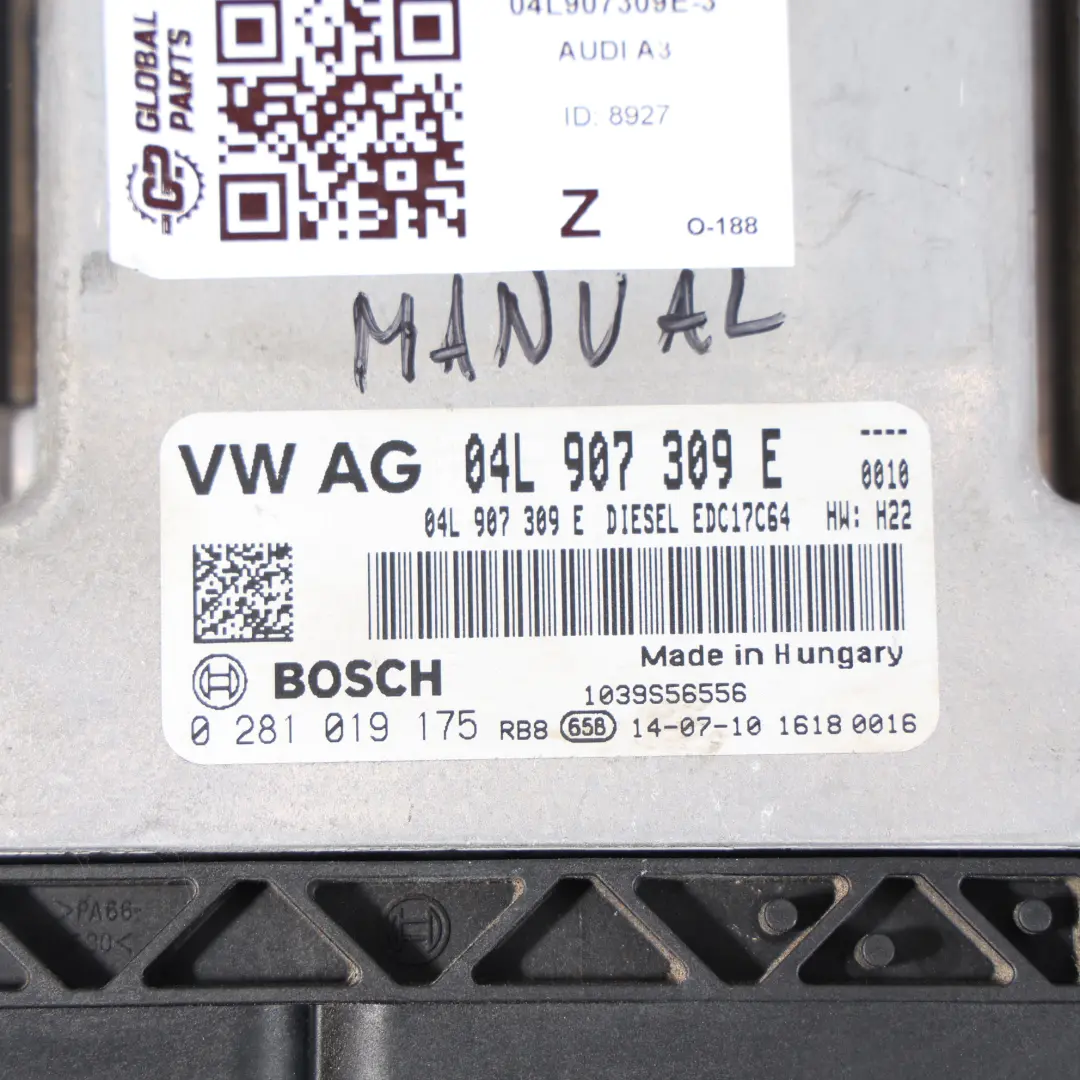 GLOBAL
PARTS
GP
04L907309E-3
AUDI A3
ID: 8927
Z
O-188
MANUAL
VW AG 04L 907 309 E ----
0010
04L 907 309 E DIESEL EDC17C64 HW: H22
Made in Hungary
BOSCH
1039S56556
0 281 019 175 RB8 658 14-07-10 1618 0016
>PA66-
30<